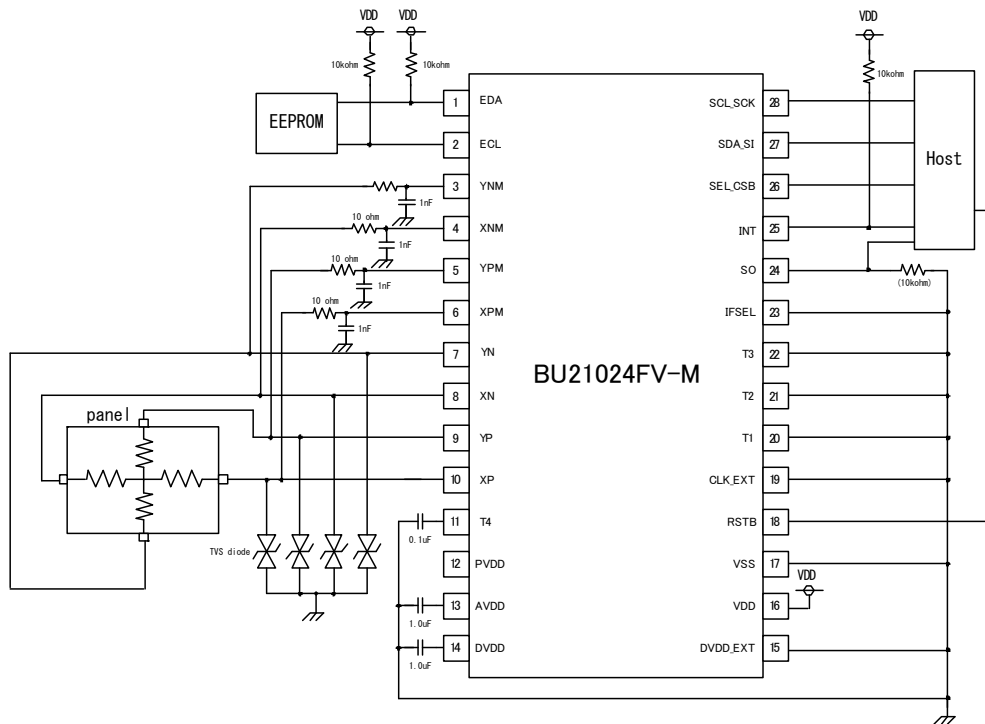 VDD
VDD
VDD
10kohm
10kohm
10kohm
EEPROM
1
EDA
2
ECL
3
YNM
1nF
10 ohm
4
XNM
1nF
10 ohm
5
YPM
1nF
10 ohm
6
XPM
1nF
7
YN
8
XN
9
YP
10
XP
11
T4
0.1uF
12
PVDD
13
AVDD
1.0uF
14
DVDD
1.0uF
panel
TVS diode
BU21024FV-M
SCL_SCK
28
SDA_SI
27
SEL_CSB
26
INT
25
SO
24
(10kohm)
IFSEL
23
T3
22
T2
21
T1
20
CLK_EXT
19
RSTB
18
VSS
17
VDD
VDD
16
DVDD_EXT
15
Host